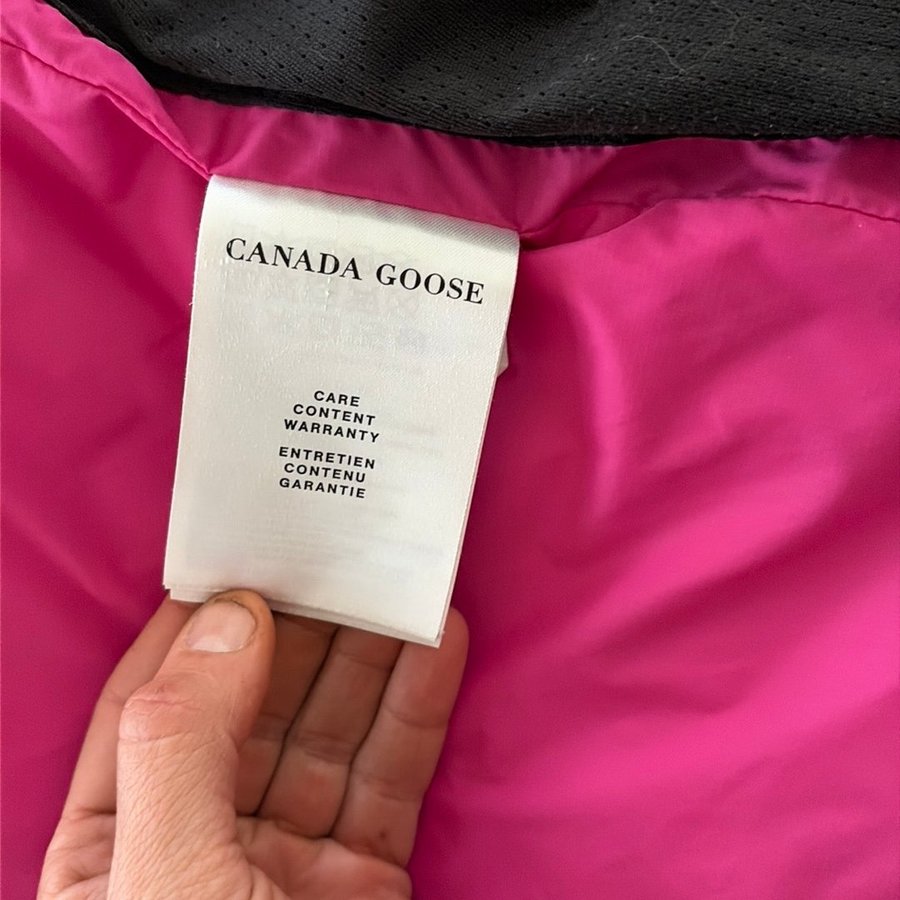 CANADA GOOSE
CARE
CONTENT
WARRANTY
ENTRETIEN
CONTENU
GARANTIE